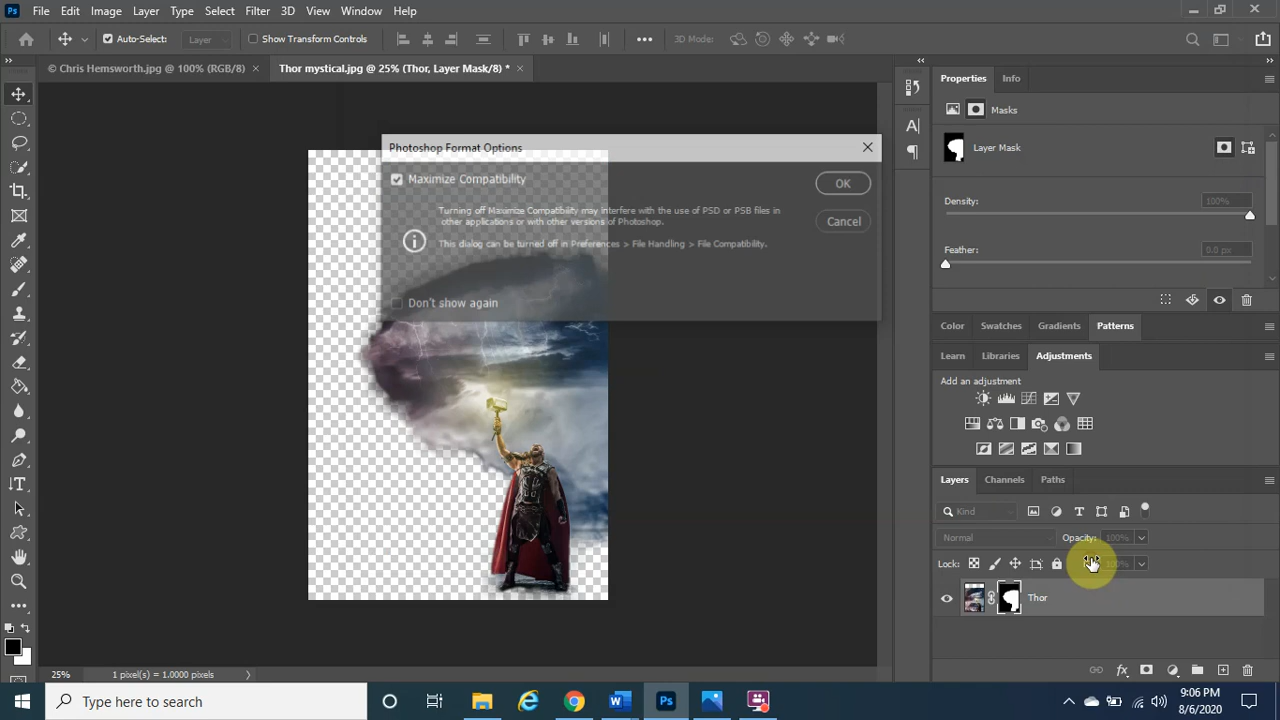 Ps File Edit Image Layer Type Select Filter 3D View Window Help
Auto-Select: Layer Show Transform Controls 3D Mode:
© Chris Hemsworth.jpg @ 100% (RGB/8) × Thor mystical.jpg @ 25% (Thor, Layer Mask/8) * ×
Properties Info
Masks
Layer Mask
Density: 100%
Feather: 0.0 px
Photoshop Format Options
Maximize Compatibility
OK
Turning off Maximize Compatibility may interfere with the use of PSD or PSB files in
other applications or with other versions of Photoshop.
Cancel
This dialog can be turned off in Preferences > File Handling > File Compatibility.
Don't show again
Color Swatches Gradients Patterns
Learn Libraries Adjustments
Add an adjustment
Layers Channels Paths
Kind
Normal Opacity: 100%
Lock: 100%
Thor
25% 1 pixel(s) = 1.0000 pixels
Type here to search
Ps
9:06 PM
8/6/2020